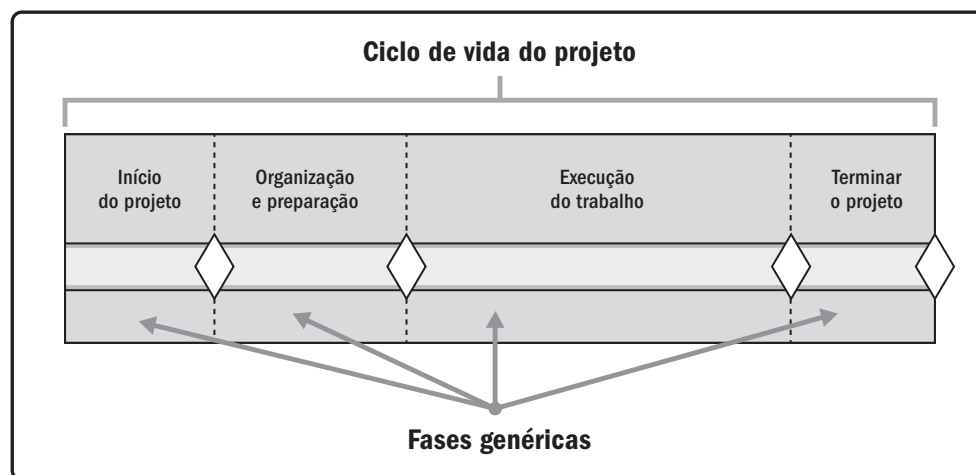 Ciclo de vida do projeto
Início
do projeto
Organização
e preparação
Execução
do trabalho
Terminar
o projeto
Fases genéricas